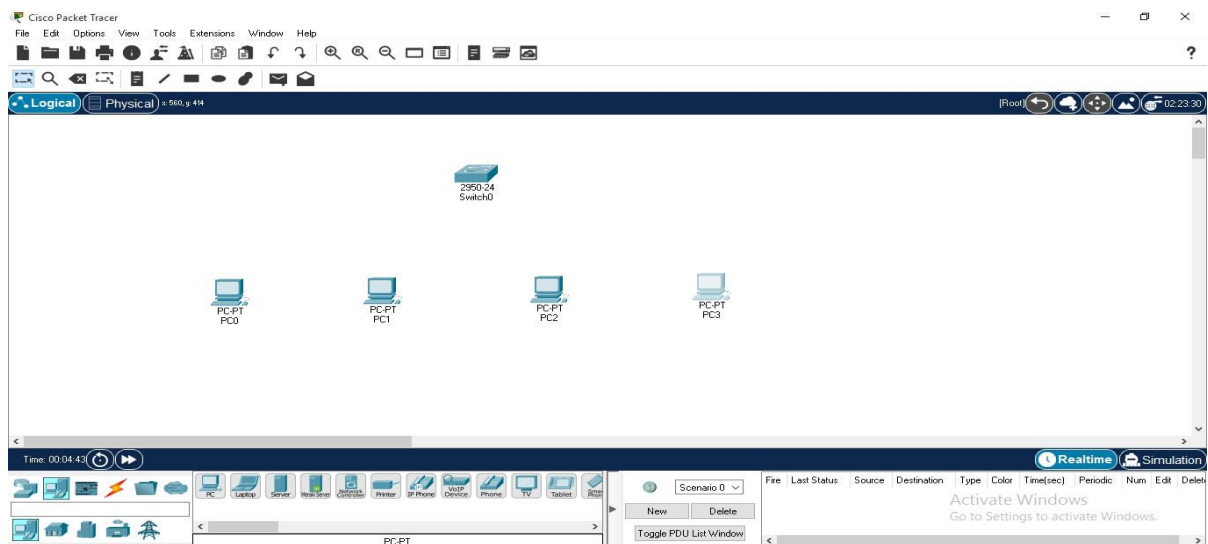 Cisco Packet Tracer
File Edit Options View Tools Extensions Window Help
?
Logical Physical x: 560, y: 414 [Root] 02:23:30
2950-24
Switch0
PC-PT
PC0
PC-PT
PC1
PC-PT
PC2
PC-PT
PC3
Time: 00:04:43 Realtime Simulation
PC Laptop Server Printer IP Phone VoIP Device Phone TV Tablet
PC-PT
Scenario 0
New Delete
Toggle PDU List Window
Fire Last Status Source Destination Type Color Time(sec) Periodic Num Edit Delet
Activate Windows
Go to Settings to activate Windows.